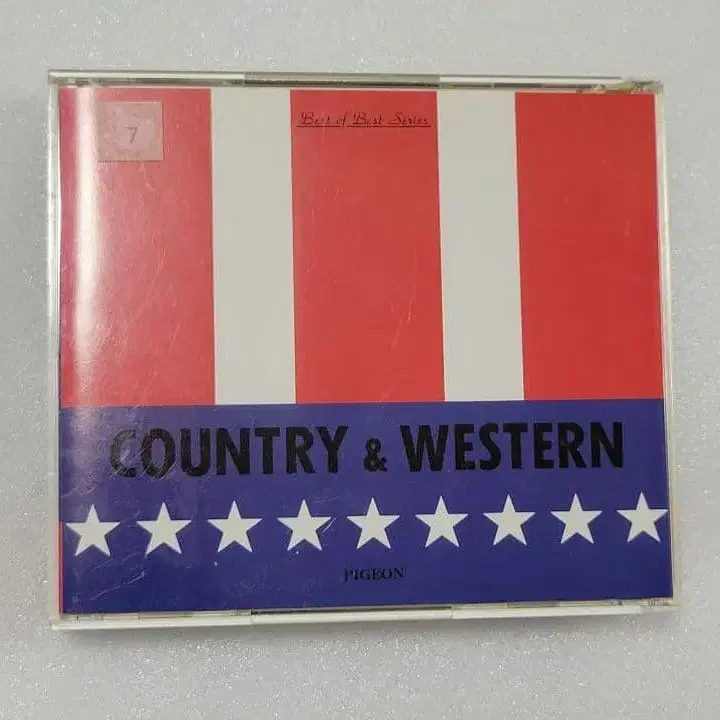 7
Best of Best Series
COUNTRY & WESTERN
PIGEON